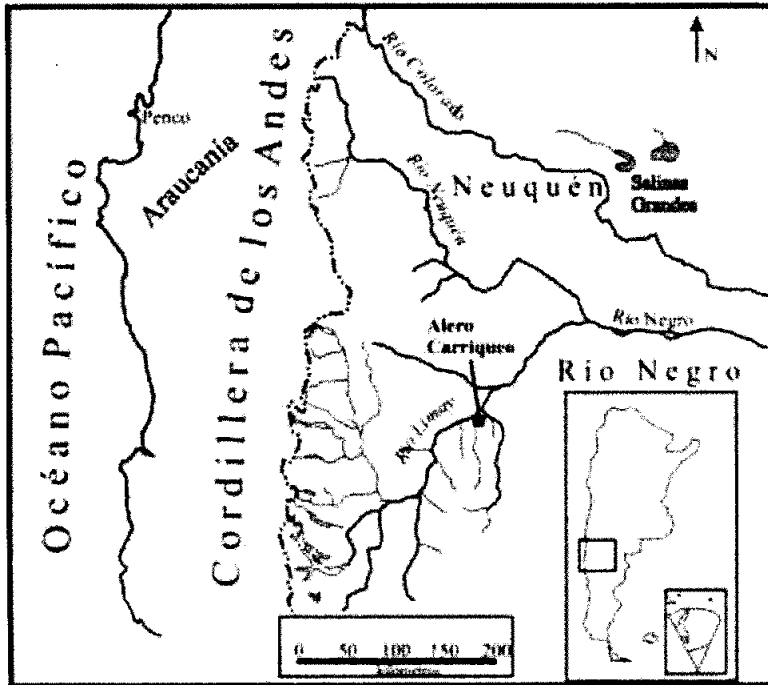 N
Penco
Araucanía
Océano Pacífico
Cordillera de los Andes
Río Colorado
Río Neuquén
Neuquén
Salinas
Grandes
Río Negro
Alero
Carriqueo
Río Negro
Río Limay
0 50 100 200
kilómetros